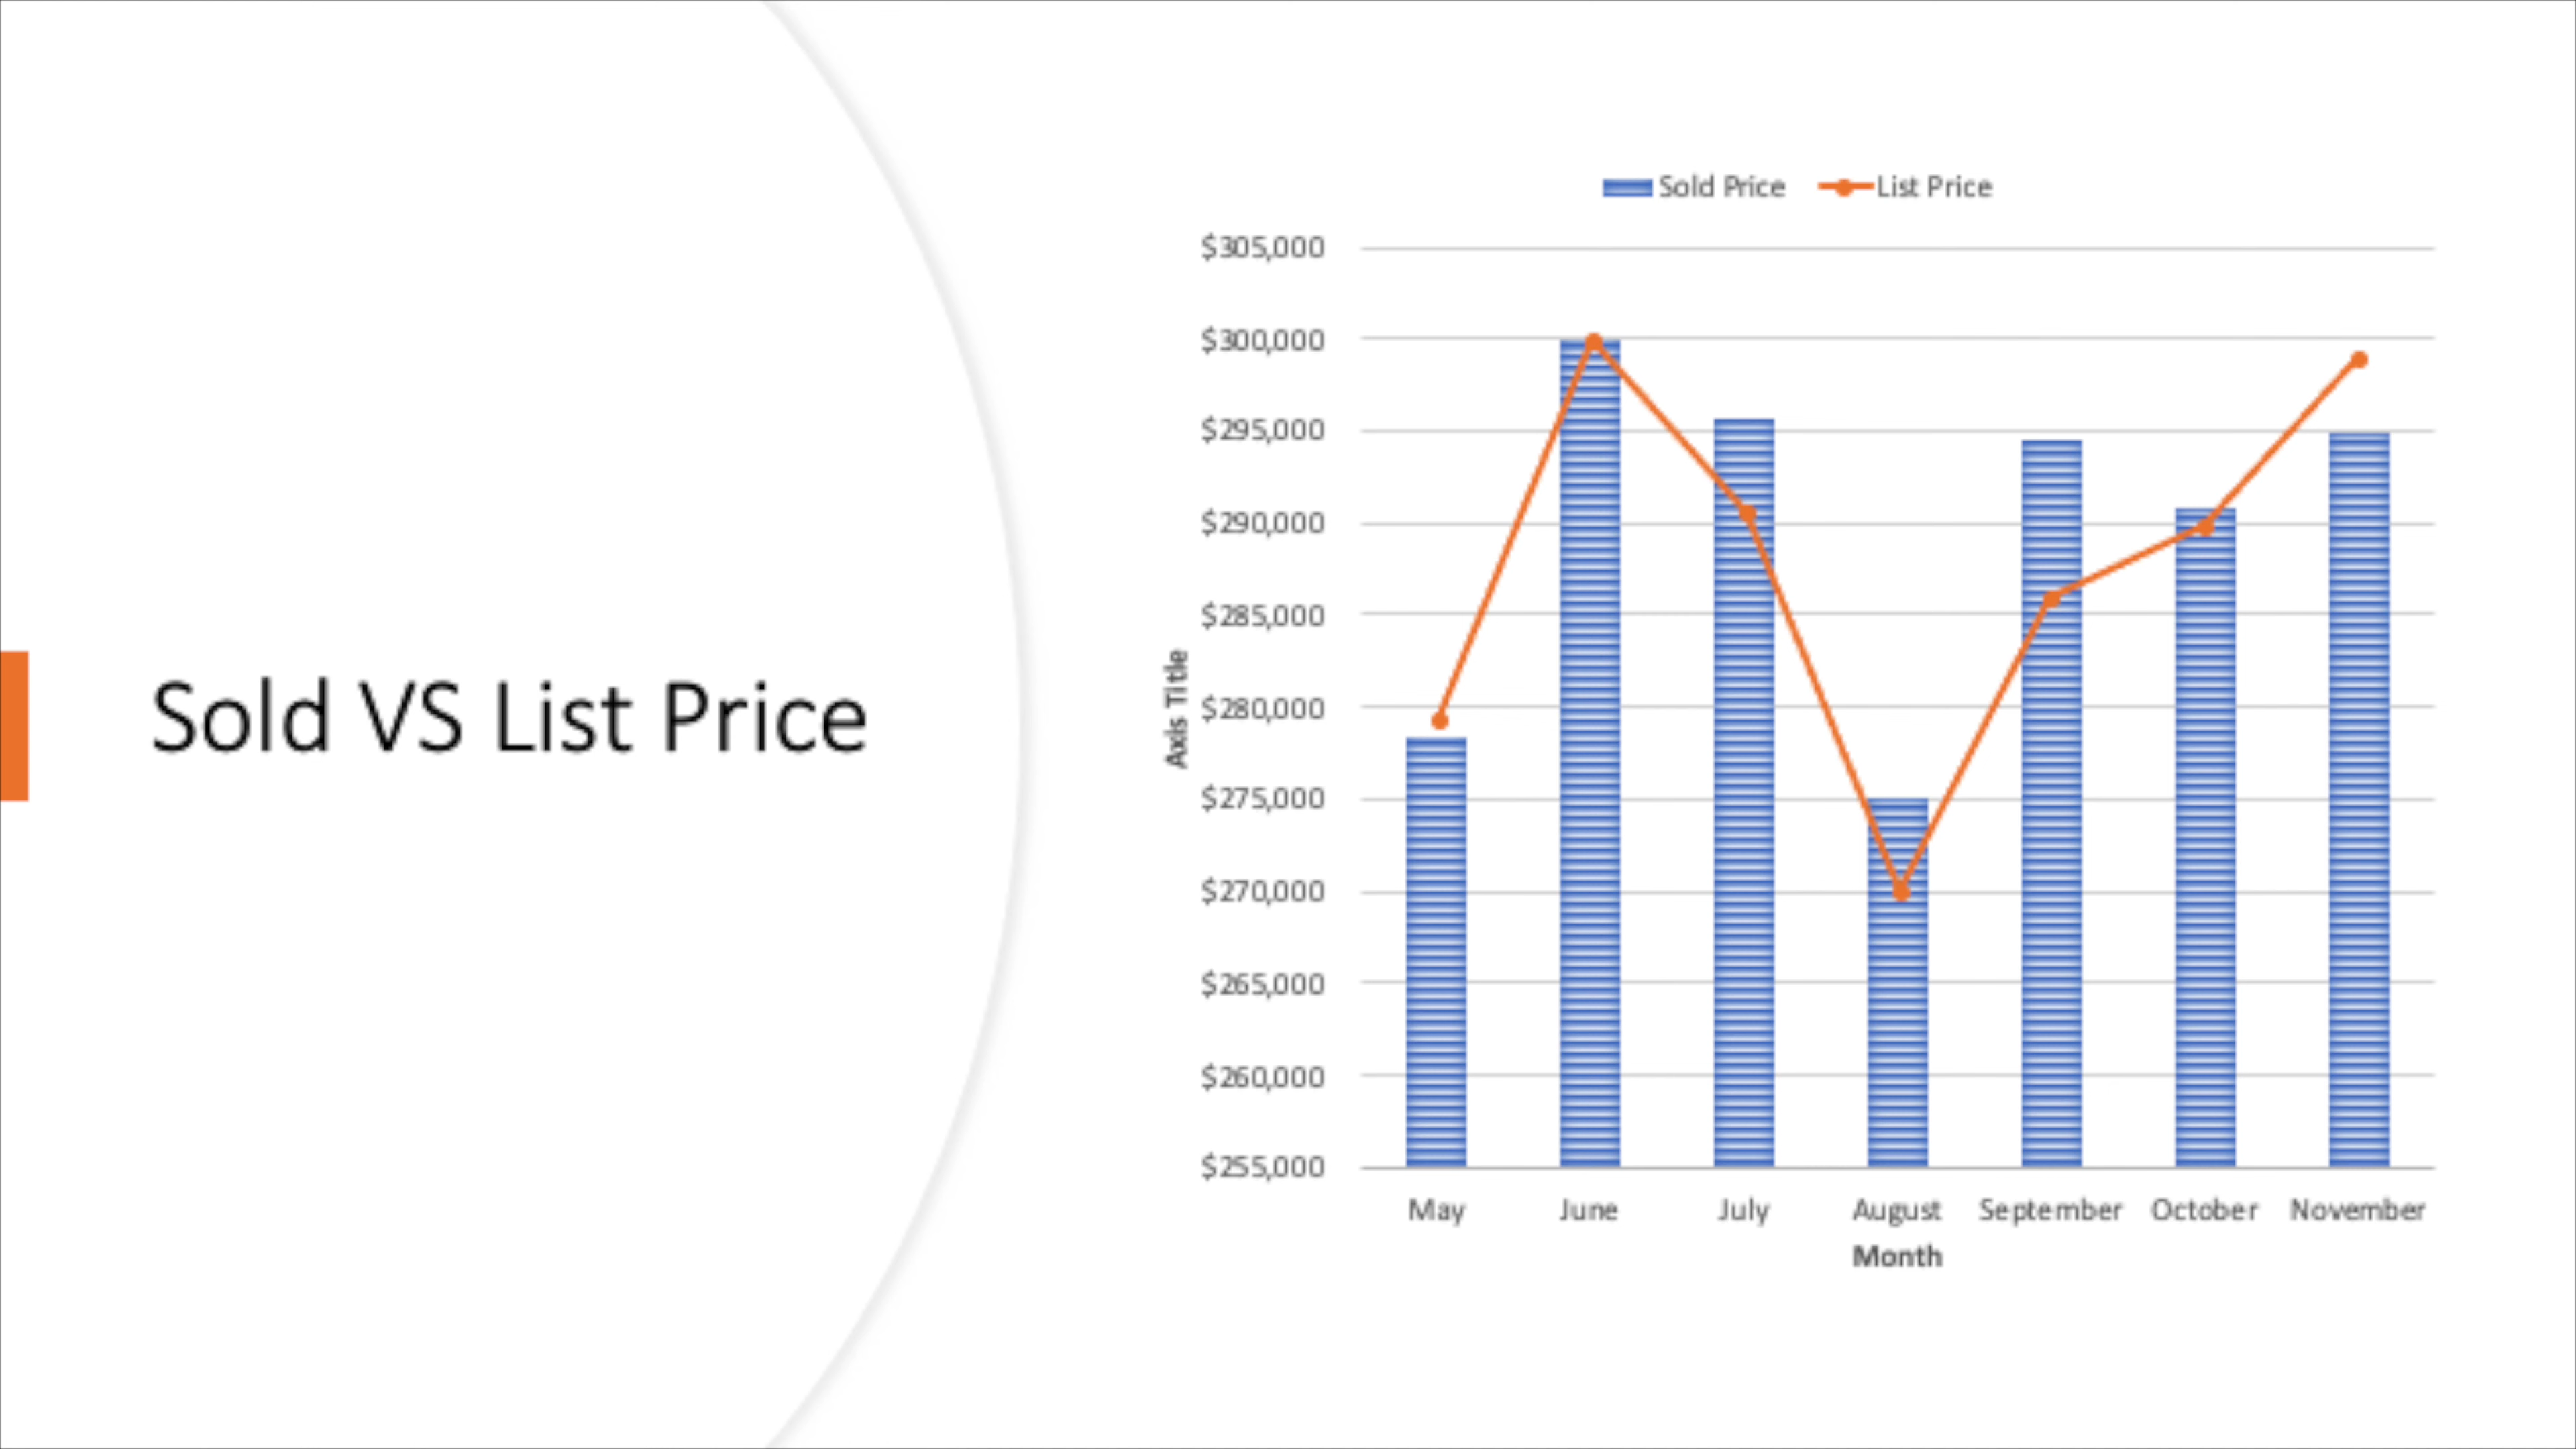 Sold VS List Price
Sold Price List Price
$305,000
$300,000
$295,000
$290,000
$285,000
$280,000
$275,000
$270,000
$265,000
$260,000
$255,000
Axis Title
May June July August September October November
Month